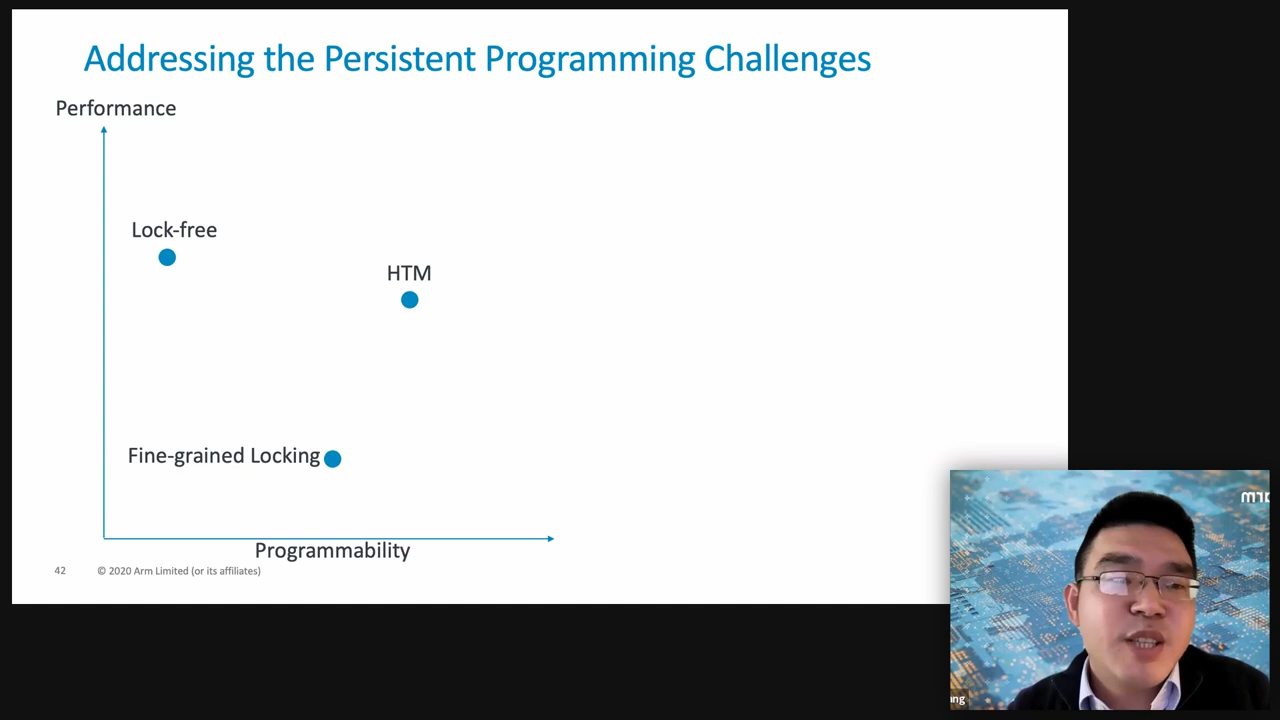 Addressing the Persistent Programming Challenges
Performance
Lock-free
HTM
Fine-grained Locking
Programmability
42 © 2020 Arm Limited (or its affiliates)